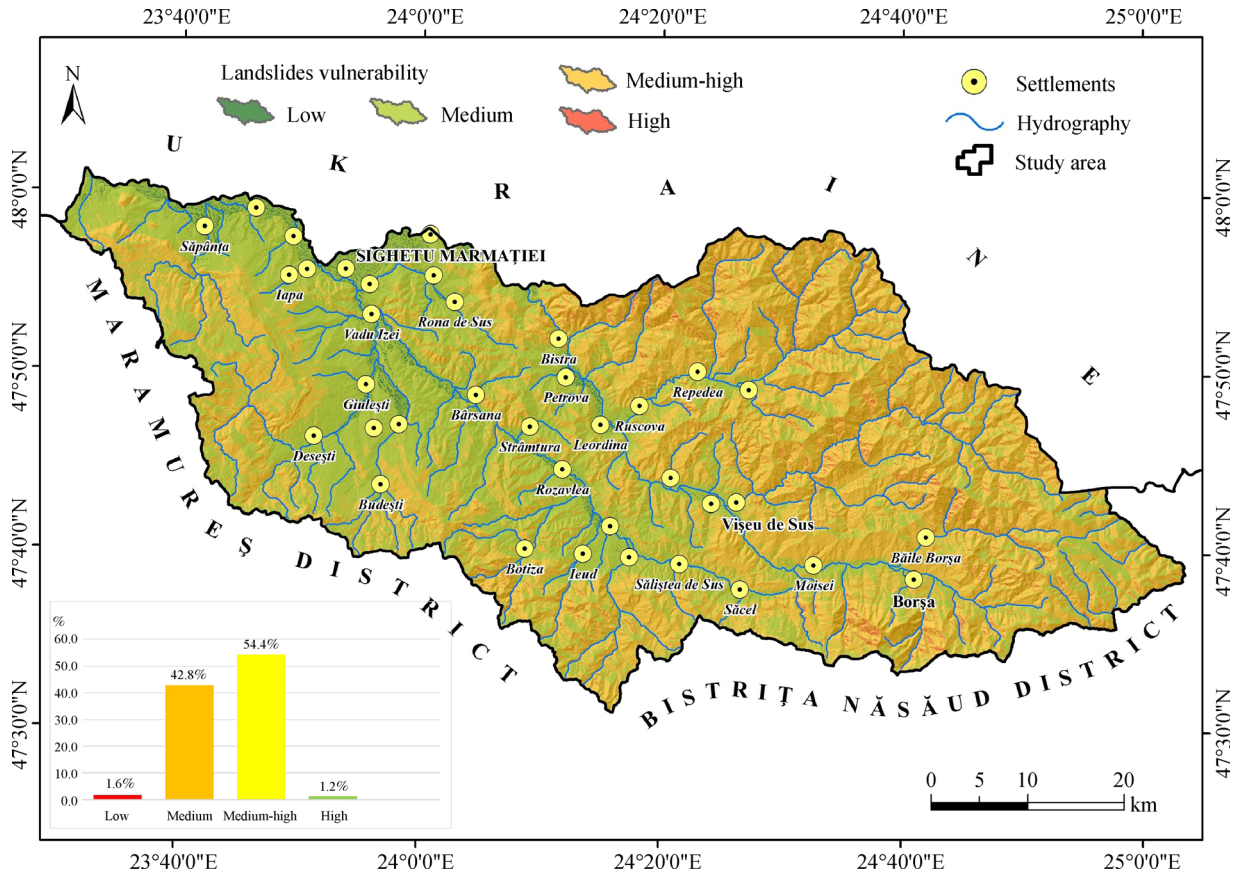 23°40'0"E 24°0'0"E 24°20'0"E 24°40'0"E 25°0'0"E
N
Landslides vulnerability
Low
Medium
Medium-high
High
Settlements
Hydrography
Study area
UKRAINE
48°0'0"N
48°0'0"N
47°50'0"N
47°50'0"N
47°40'0"N
47°40'0"N
47°30'0"N
47°30'0"N
Săpânța
SIGHETU MARMAȚIEI
Iapa
Rona de Sus
Vadu Izei
Bistra
Petrova
Repedea
Giulești
Bârsana
Ruscova
Strâmtura
Leordina
Desești
Rozavlea
Budești
Vișeu de Sus
Băile Borșa
Botiza
Ieud
Săliștea de Sus
Moisei
Săcel
Borșa
MARAMUREȘ DISTRICT
BISTRIȚA NĂSĂUD DISTRICT
%
60.0
50.0
40.0
30.0
20.0
10.0
0.0
1.6%
42.8%
54.4%
1.2%
Low Medium Medium-high High
0 5 10 20
km
23°40'0"E 24°0'0"E 24°20'0"E 24°40'0"E 25°0'0"E